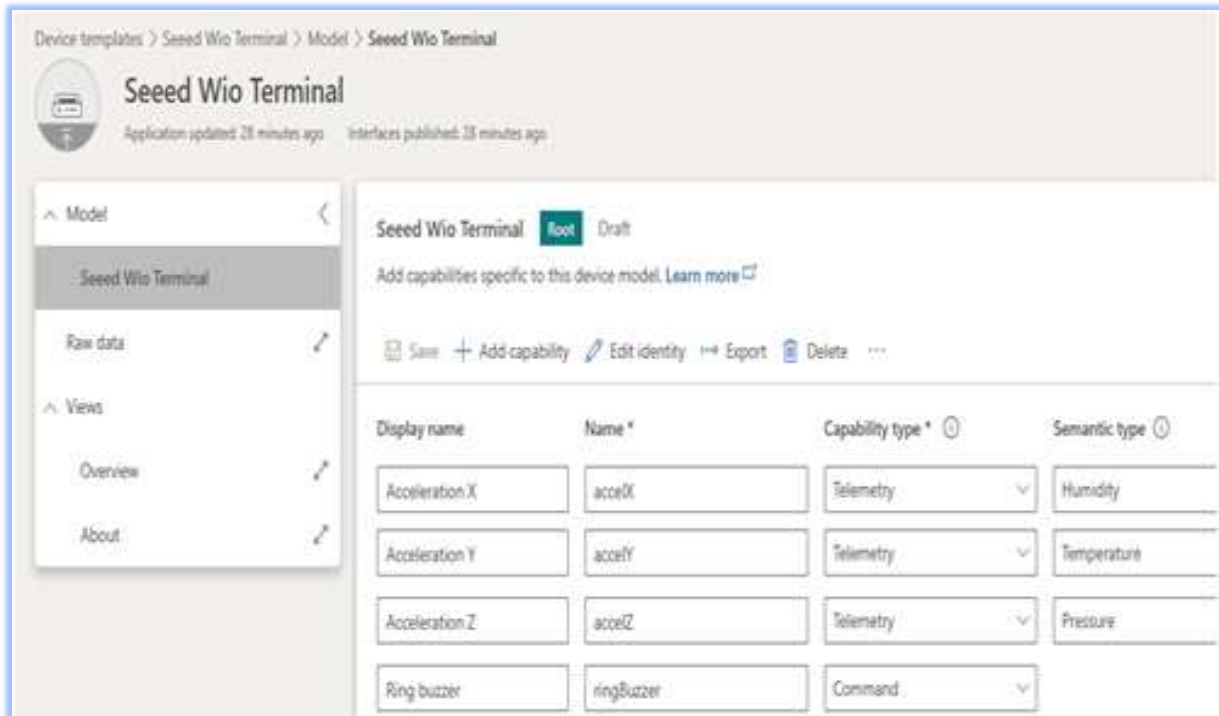 Device templates > Seeed Wio Terminal > Model > Seeed Wio Terminal
Seeed Wio Terminal
Application updated: 28 minutes ago Interfaces published: 28 minutes ago
Model
Seeed Wio Terminal
Raw data
Views
Overview
About
Seeed Wio Terminal Root Draft
Add capabilities specific to this device model. Learn more
Save + Add capability Edit identity Export Delete ...
Display name Name * Capability type * Semantic type
Acceleration X accelX Telemetry Humidity
Acceleration Y accelY Telemetry Temperature
Acceleration Z accelZ Telemetry Pressure
Ring buzzer ringBuzzer Command